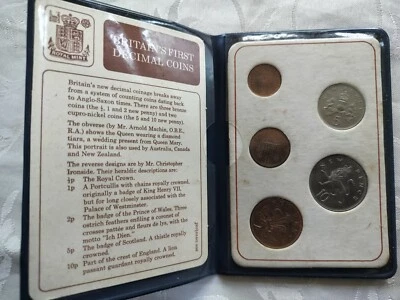 ROYAL MINT
BRITAIN'S FIRST
DECIMAL COINS
Britain's new decimal coinage breaks away
from a system of counting coins dating back
to Anglo-Saxon times. There are three bronze
coins (the ½, 1 and 2 new penny) and two
cupro-nickel coins (the 5 and 10 new penny).
The obverse (by Mr. Arnold Machin, O.B.E.,
R.A.) shows the Queen wearing a diamond
tiara, a wedding present from Queen Mary.
This portrait is also used by Australia, Canada
and New Zealand.
The reverse designs are by Mr. Christopher
Ironside. Their heraldic descriptions are:
½p The Royal Crown.
1p A Portcullis with chains royally crowned,
originally a badge of King Henry VII,
but for long closely associated with the
Palace of Westminster.
2p The badge of the Prince of Wales. Three
ostrich feathers enfiling a coronet of
crosses pattée and fleurs de lys, with the
motto "Ich Dien."
5p The badge of Scotland. A thistle royally
crowned.
10p Part of the crest of England. A lion
passant guardant royally crowned.